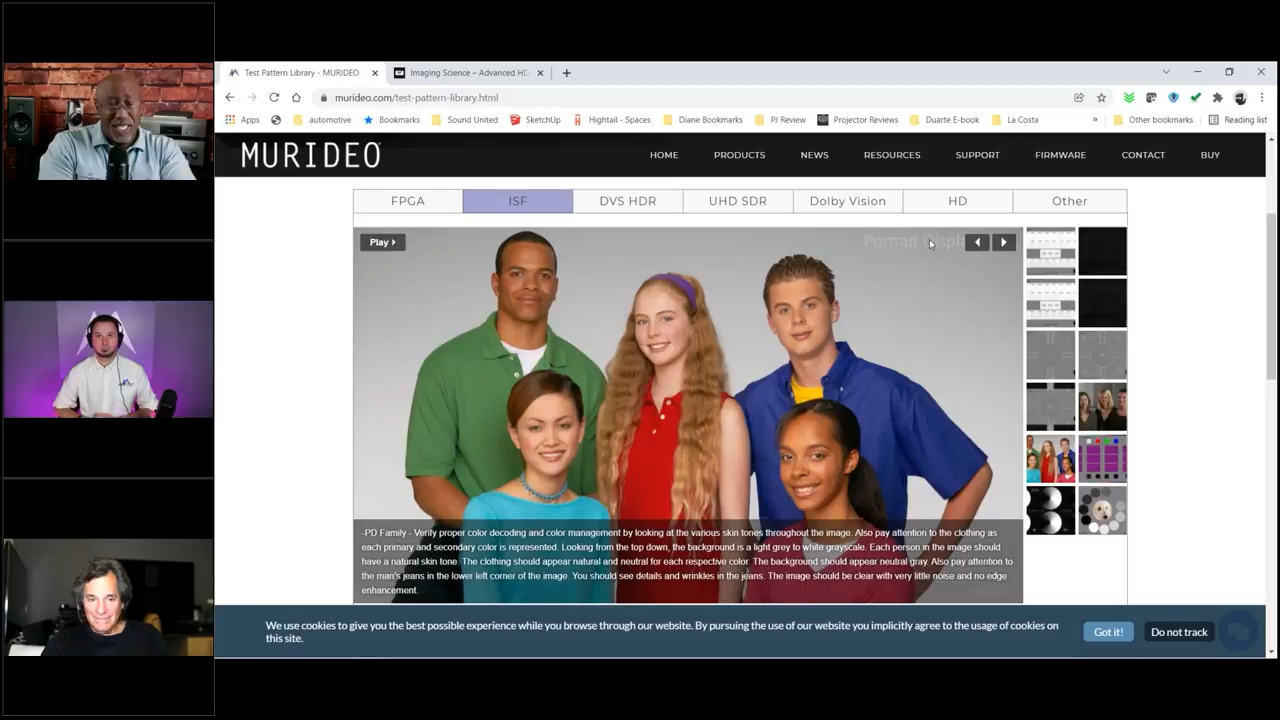 Test Pattern Library - MURIDEO
Imaging Science – Advanced HD
murideo.com/test-pattern-library.html
Apps automotive Bookmarks Sound United SketchUp Hightail - Spaces Diane Bookmarks PJ Review Projector Reviews Duarte E-book La Costa » Other bookmarks Reading list
MURIDEO
HOME PRODUCTS NEWS RESOURCES SUPPORT FIRMWARE CONTACT BUY
FPGA ISF DVS HDR UHD SDR Dolby Vision HD Other
Play
Portrait Displa
-PD Family - Verify proper color decoding and color management by looking at the various skin tones throughout the image. Also pay attention to the clothing as
each primary and secondary color is represented. Looking from the top down, the background is a light grey to white grayscale. Each person in the image should
have a natural skin tone. The clothing should appear natural and neutral for each respective color. The background should appear neutral gray. Also pay attention to
the man's jeans in the lower left corner of the image. You should see details and wrinkles in the jeans. The image should be clear with very little noise and no edge
enhancement.
We use cookies to give you the best possible experience while you browse through our website. By pursuing the use of our website you implicitly agree to the usage of cookies on
this site.
Got it!
Do not track